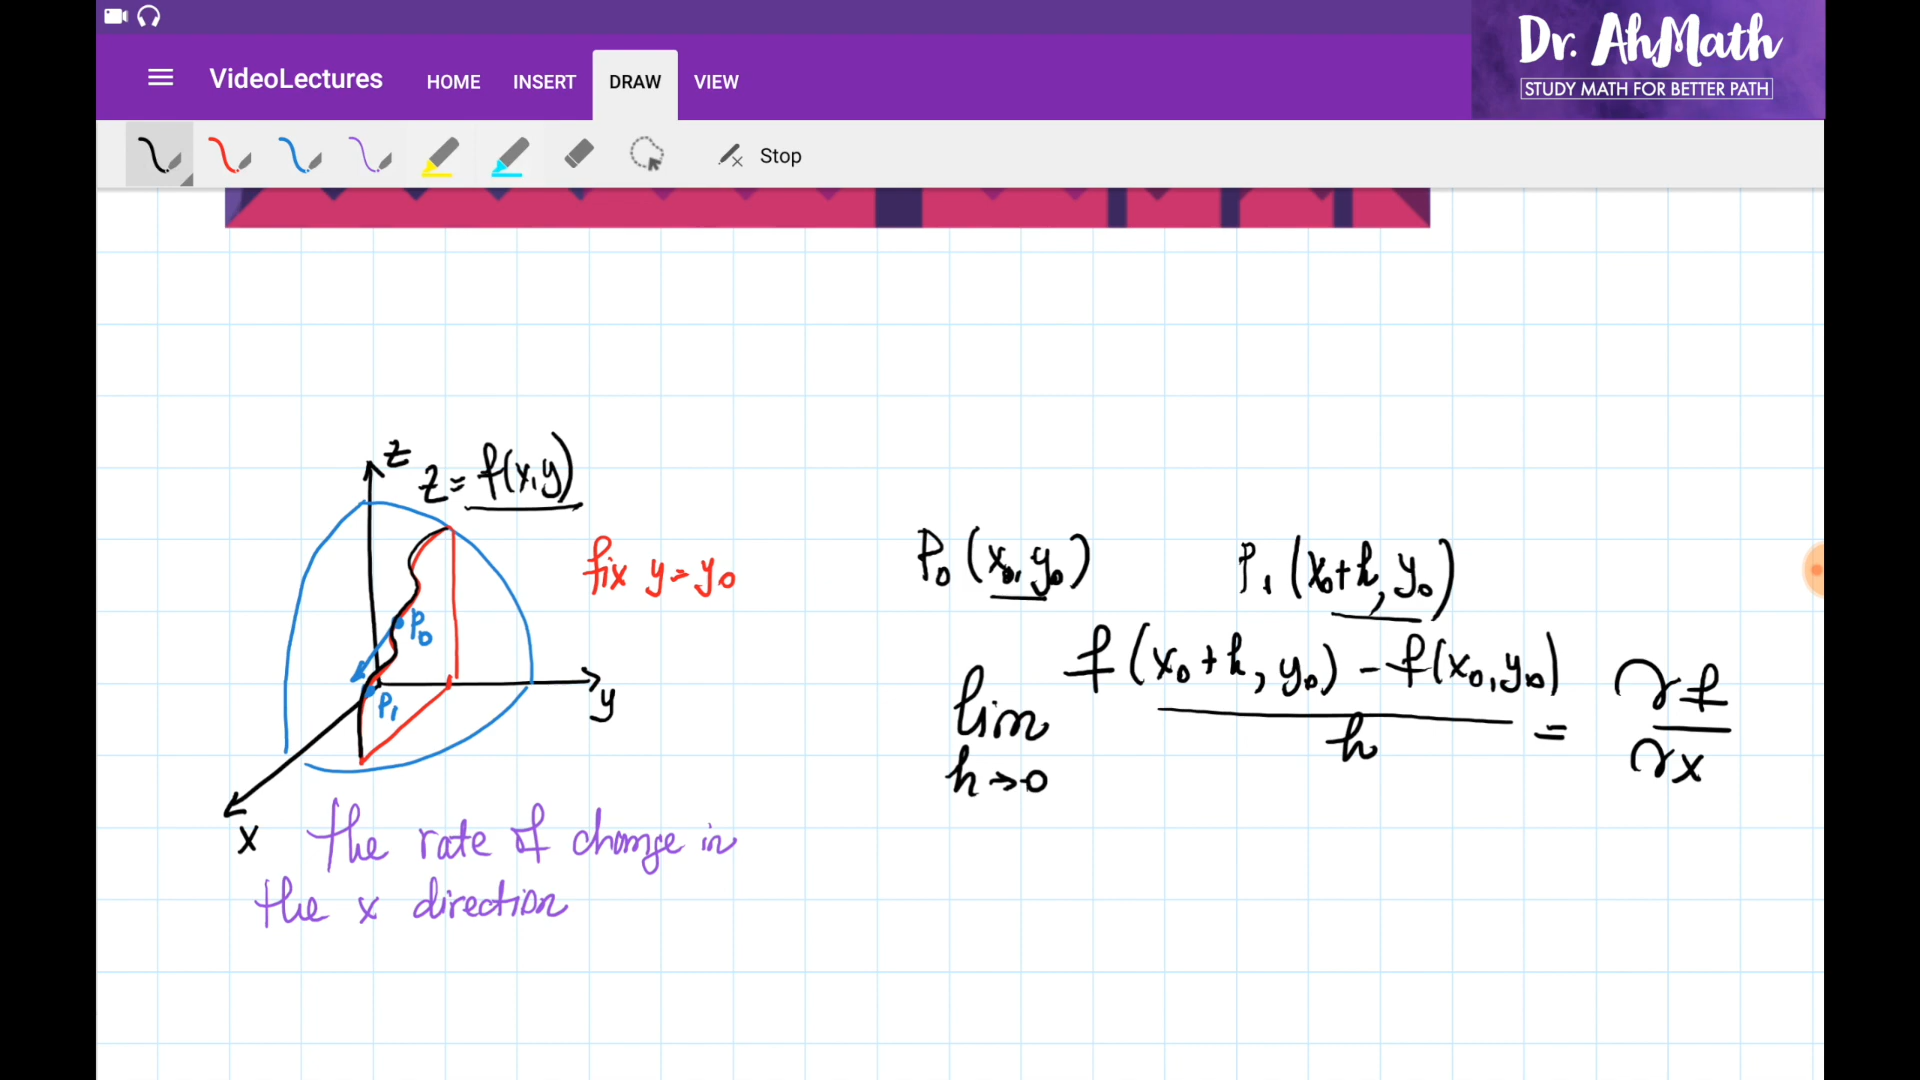 Dr. AhMath
STUDY MATH FOR BETTER PATH
VideoLectures HOME INSERT DRAW VIEW
Stop
z
z = f(x,y)
fix y = y₀
P₀
P₁
y
x
the rate of change in
the x direction
P₀ (x₀, y₀) P₁ (x₀+h, y₀)
lim h→0 f(x₀+h, y₀) - f(x₀, y₀) / h = ∂f / ∂x